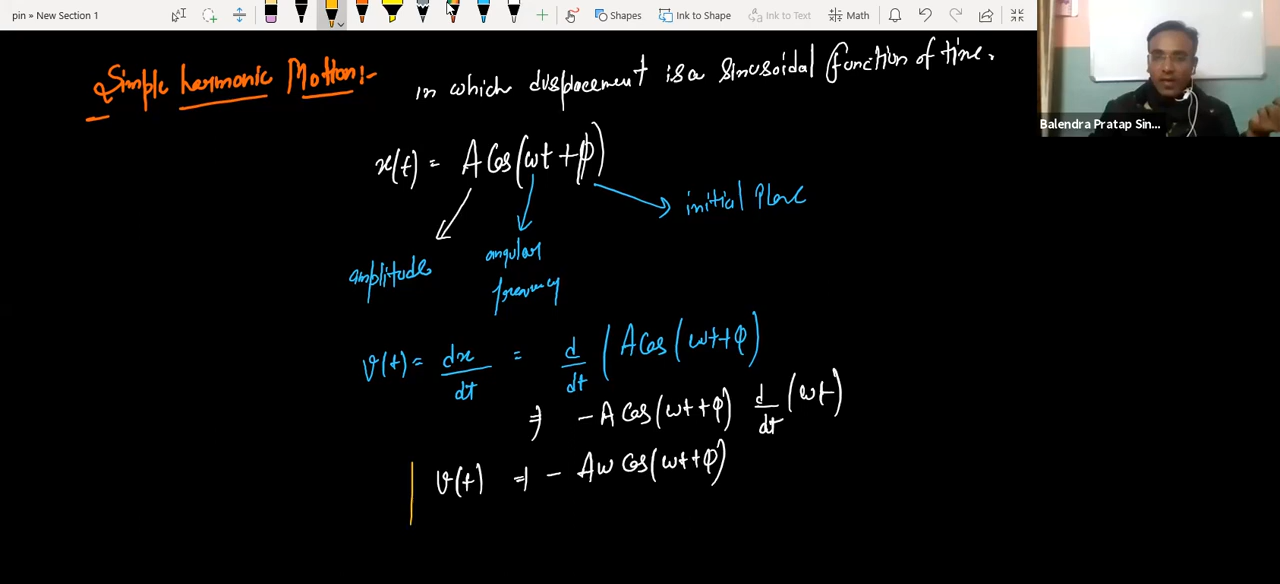 pin » New Section 1
Shapes
Ink to Shape
Ink to Text
Math
Simple harmonic Motion:-
in which displacement is a sinusoidal function of time.
Balendra Pratap Sin...
x(t) = A Cos(ωt + φ)
initial
amplitude
angular
v(t) = dx/dt = d/dt (A Cos(ωt + φ)
⇒ - A Cos(ωt + φ) d/dt (ωt)
v(t) ⇒ - Aω Cos(ωt + φ)